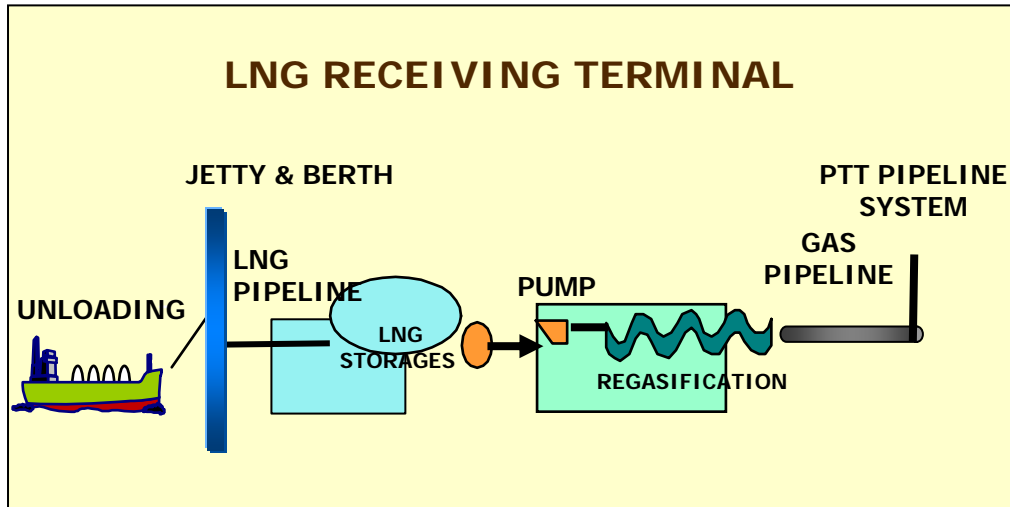 LNG RECEIVING TERMINAL
JETTY & BERTH
PTT PIPELINE
SYSTEM
LNG
PIPELINE
GAS
PIPELINE
UNLOADING
PUMP
LNG
STORAGES
REGASIFICATION